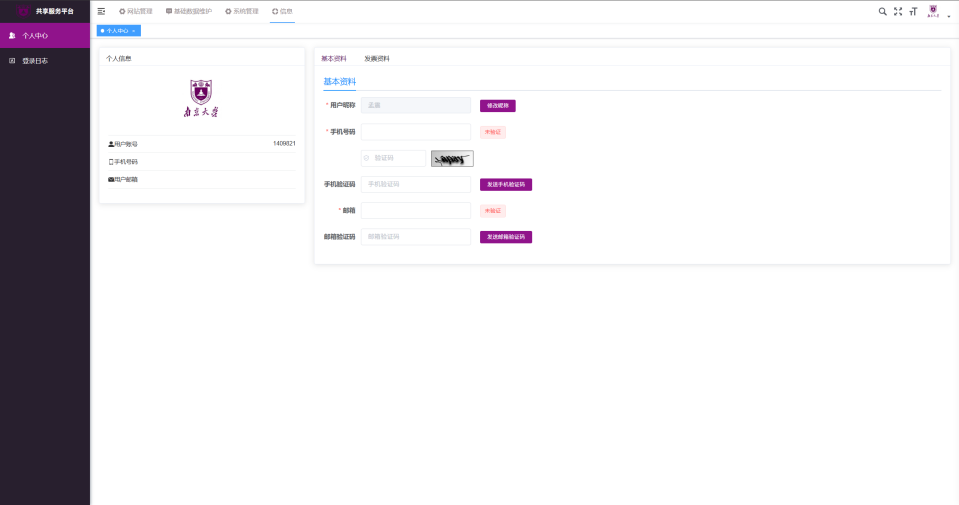 共享服务平台
网站管理 基础数据维护 系统管理 信息
个人中心
个人中心
登录日志
个人信息
南京大学
用户账号 1409821
手机号码
用户邮箱
基本资料 发票资料
基本资料
* 用户昵称 修改昵称
* 手机号码 未验证
验证码
手机验证码 手机验证码 发送手机验证码
* 邮箱 未验证
邮箱验证码 邮箱验证码 发送邮箱验证码